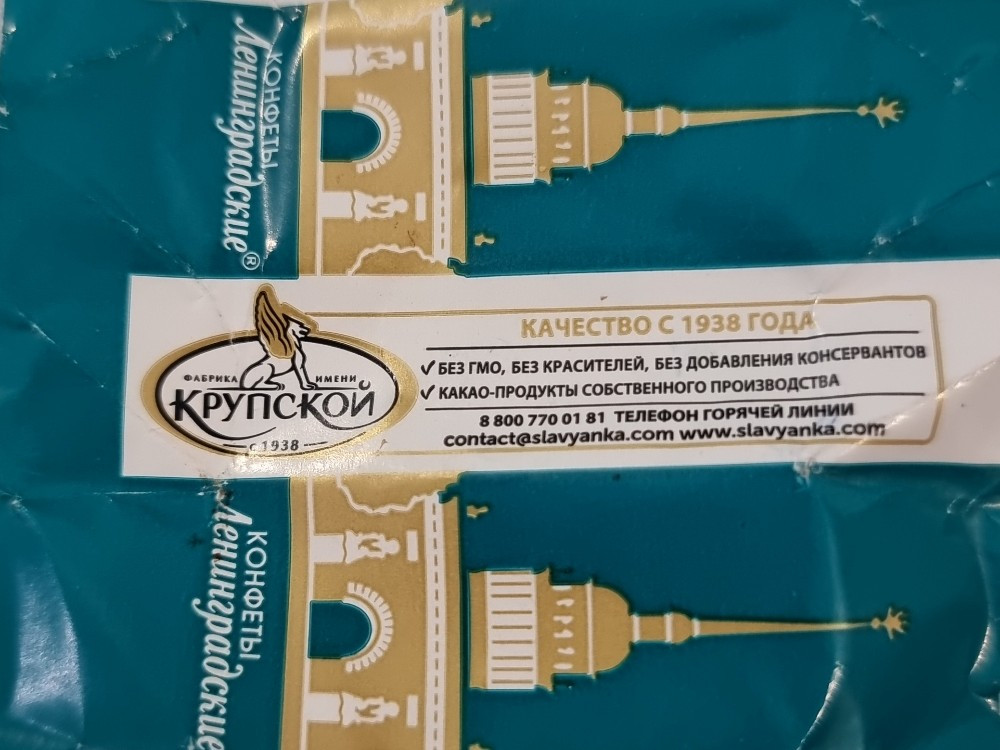 КОНФЕТЫ
Ленинградские®
ФАБРИКА ИМЕНИ
КРУПСКОЙ
с 1938
КАЧЕСТВО С 1938 ГОДА
✓ БЕЗ ГМО, БЕЗ КРАСИТЕЛЕЙ, БЕЗ ДОБАВЛЕНИЯ КОНСЕРВАНТОВ
✓ КАКАО-ПРОДУКТЫ СОБСТВЕННОГО ПРОИЗВОДСТВА
8 800 770 01 81 ТЕЛЕФОН ГОРЯЧЕЙ ЛИНИИ
contact@slavyanka.com www.slavyanka.com
КОНФЕТЫ
Ленинградские